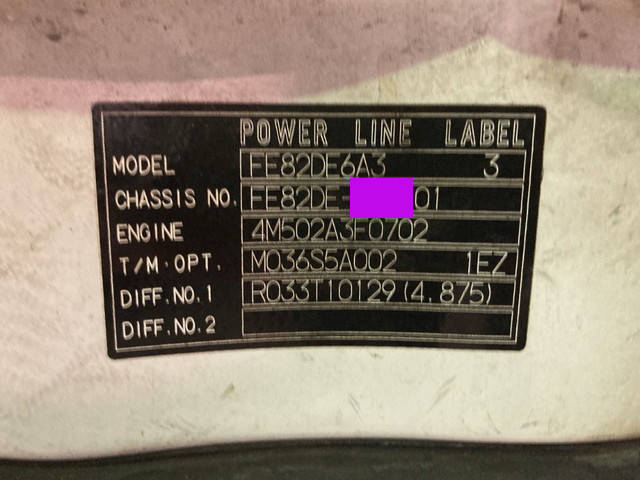 POWER LINE LABEL
MODEL FE82DE6A3 3
CHASSIS NO. FE82DE- 01
ENGINE 4M502A3F0702
T/M·OPT. M036S5A002 1EZ
DIFF.NO.1 R033T10129(4.875)
DIFF.NO.2